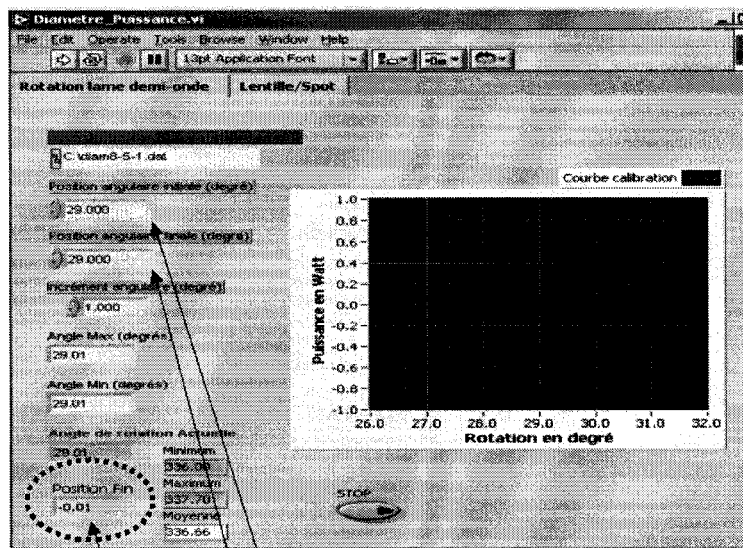 Diametre_Puissance.vi
File Edit Operate Tools Browse Window Help
13pt Application Font
Rotation lame demi-onde Lentille/Spot
C:\diam8-5-1.dat
Position angulaire initiale (degré)
29.000
Position angulaire finale (degré)
29.000
Incrément angulaire (degré)
1.000
Angle Max (degrés)
29.01
Angle Min (degrés)
29.01
Angle de rotation Actuelle
29.01
Position Fin
-0.01
Minimum
336.09
Maximum
337.70
Moyenne
336.66
Courbe calibration
Puissance en Watt
1.0
0.8
0.6
0.4
0.2
0.0
-0.2
-0.4
-0.6
-0.8
-1.0
26.0 27.0 28.0 29.0 30.0 31.0 32.0
Rotation en degré
STOP